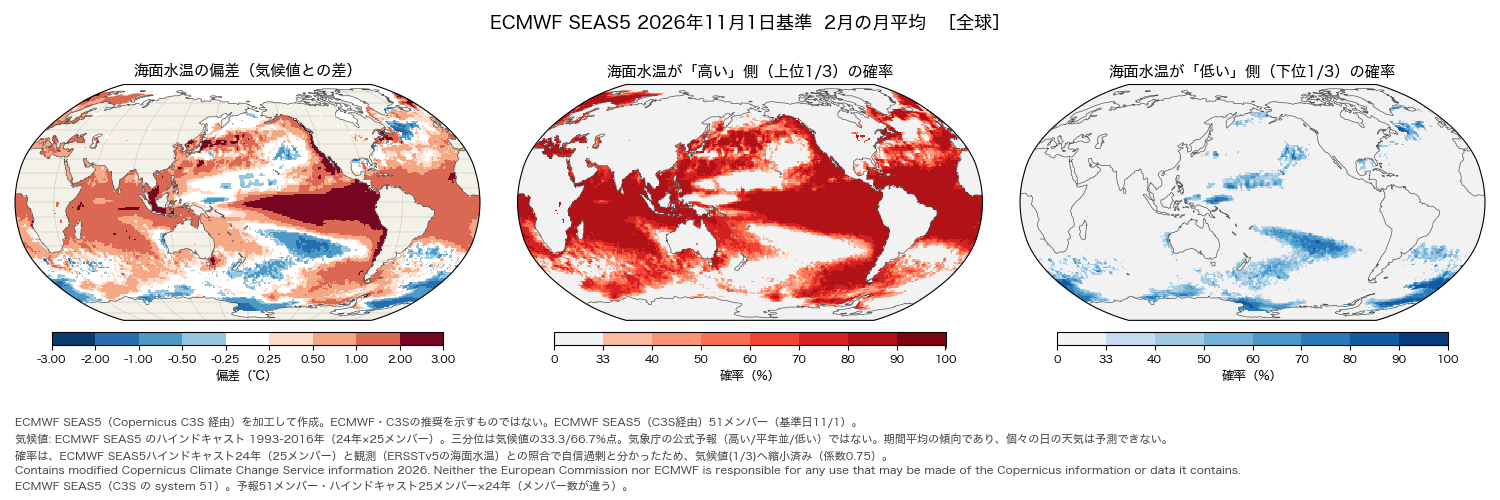 ECMWF SEAS5 2026年11月1日基準 2月の月平均 ［全球］
海面水温の偏差（気候値との差）
海面水温が「高い」側（上位1/3）の確率
海面水温が「低い」側（下位1/3）の確率
-3.00 -2.00 -1.00 -0.50 -0.25 0.25 0.50 1.00 2.00 3.00
偏差（℃）
0 33 40 50 60 70 80 90 100
確率（%）
0 33 40 50 60 70 80 90 100
確率（%）
ECMWF SEAS5（Copernicus C3S 経由）を加工して作成。ECMWF・C3Sの推奨を示すものではない。ECMWF SEAS5（C3S経由）51メンバー（基準日11/1）。
気候値: ECMWF SEAS5 のハインドキャスト 1993-2016年（24年×25メンバー）。三分位は気候値の33.3/66.7%点。気象庁の公式予報（高い/平年並/低い）ではない。期間平均の傾向であり、個々の日の天気は予測できない。
確率は、ECMWF SEAS5ハインドキャスト24年（25メンバー）と観測（ERSSTv5の海面水温）との照合で自信過剰と分かったため、気候値(1/3)へ縮小済み（係数0.75）。
Contains modified Copernicus Climate Change Service information 2026. Neither the European Commission nor ECMWF is responsible for any use that may be made of the Copernicus information or data it contains.
ECMWF SEAS5（C3S の system 51）。予報51メンバー・ハインドキャスト25メンバー×24年（メンバー数が違う）。